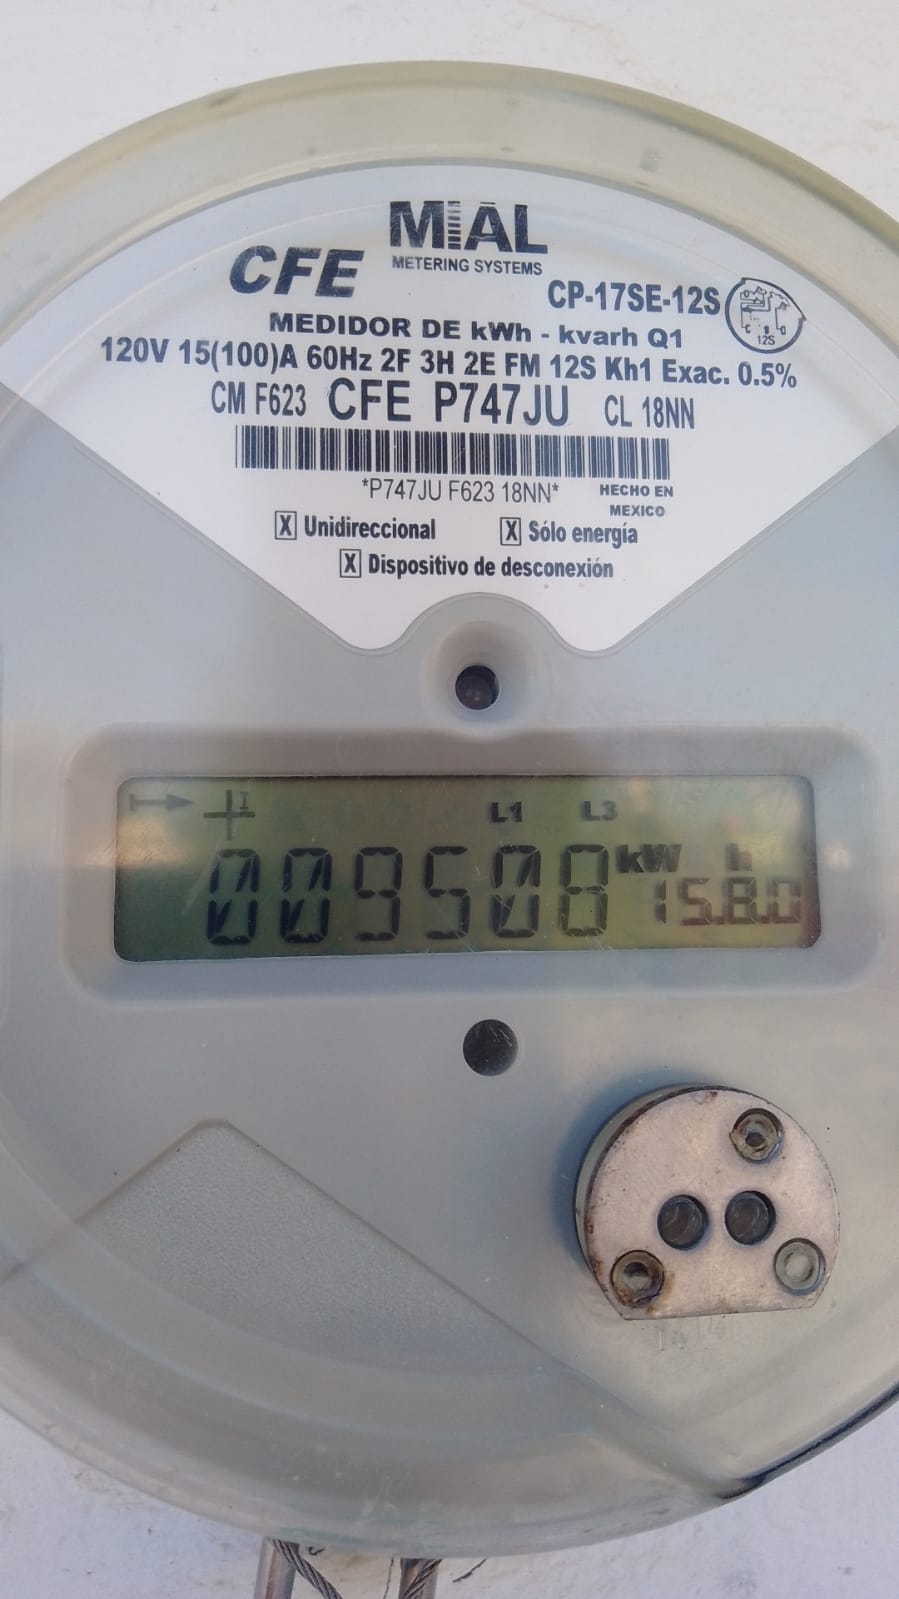 MIAL
METERING SYSTEMS
CFE
CP-17SE-12S
12S
MEDIDOR DE kWh - kvarh Q1
120V 15(100)A 60Hz 2F 3H 2E FM 12S Kh1 Exac. 0.5%
CM F623 CFE P747JU CL 18NN
*P747JU F623 18NN*
HECHO EN
MEXICO
X Unidireccional X Sólo energía
X Dispositivo de desconexión
L1 L3
009508 kW h
15.8.0